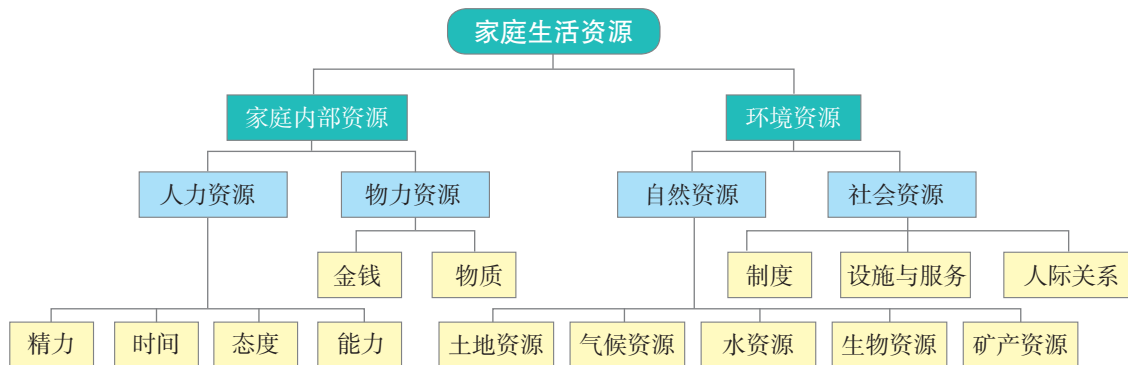 家庭生活资源
家庭内部资源
环境资源
人力资源
物力资源
自然资源
社会资源
金钱
物质
制度
设施与服务
人际关系
精力
时间
态度
能力
土地资源
气候资源
水资源
生物资源
矿产资源